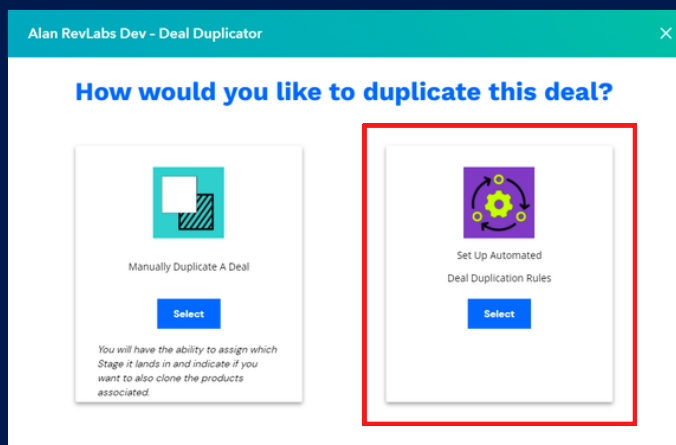 Alan RevLabs Dev - Deal Duplicator
How would you like to duplicate this deal?
Manually Duplicate A Deal
Select
You will have the ability to assign which
Stage it lands in and indicate if you
want to also clone the products
associated.
Set Up Automated
Deal Duplication Rules
Select